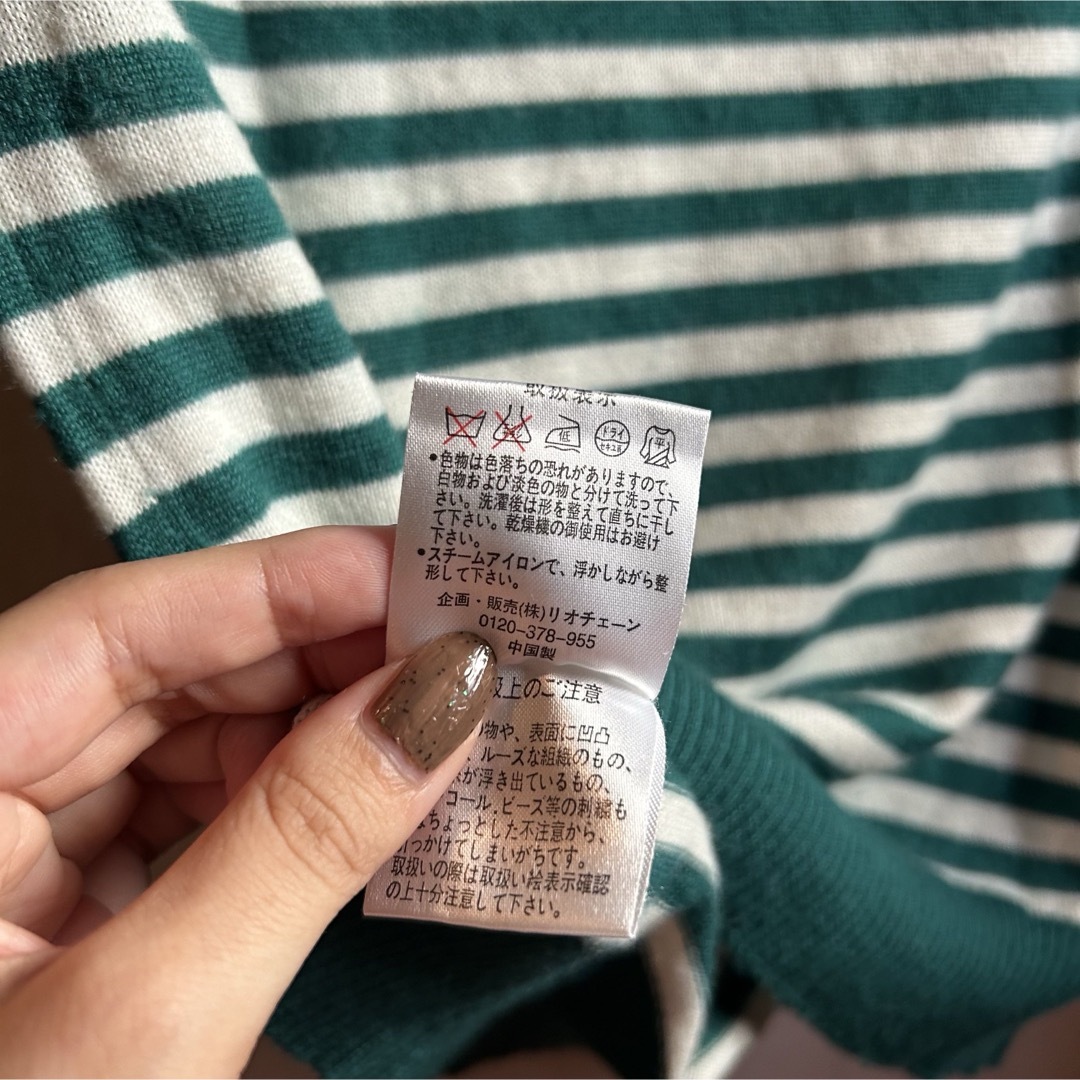 取扱表示
低 ドライ セキユ系 平
•色物は色落ちの恐れがありますので、
白物および淡色の物と分けて洗って下
さい。洗濯後は形を整えて直ちに干し
て下さい。乾燥機の御使用はお避け
下さい。
•スチームアイロンで、浮かしながら整
形して下さい。
企画・販売(株)リオチェーン
0120-378-955
中国製
扱上のご注意
の物や、表面に凹凸
ルーズな組織のもの、
が浮き出ているもの、
コール、ビーズ等の刺繍も
ちょっとした不注意から、
っかけてしまいがちです。
取扱いの際は取扱い絵表示確認
の上十分注意して下さい。